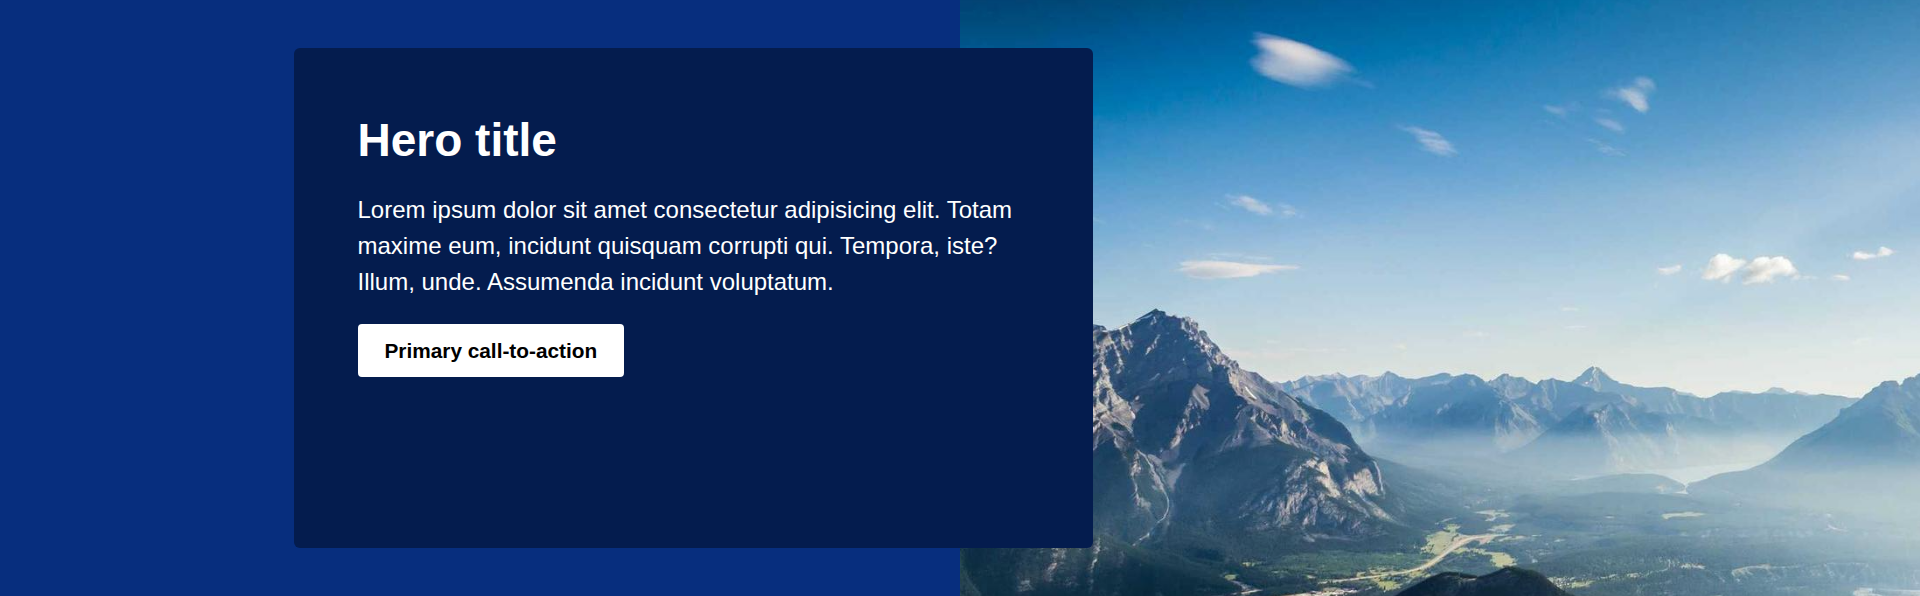 Hero title
Lorem ipsum dolor sit amet consectetur adipisicing elit. Totam
maxime eum, incidunt quisquam corrupti qui. Tempora, iste?
Illum, unde. Assumenda incidunt voluptatum.
Primary call-to-action